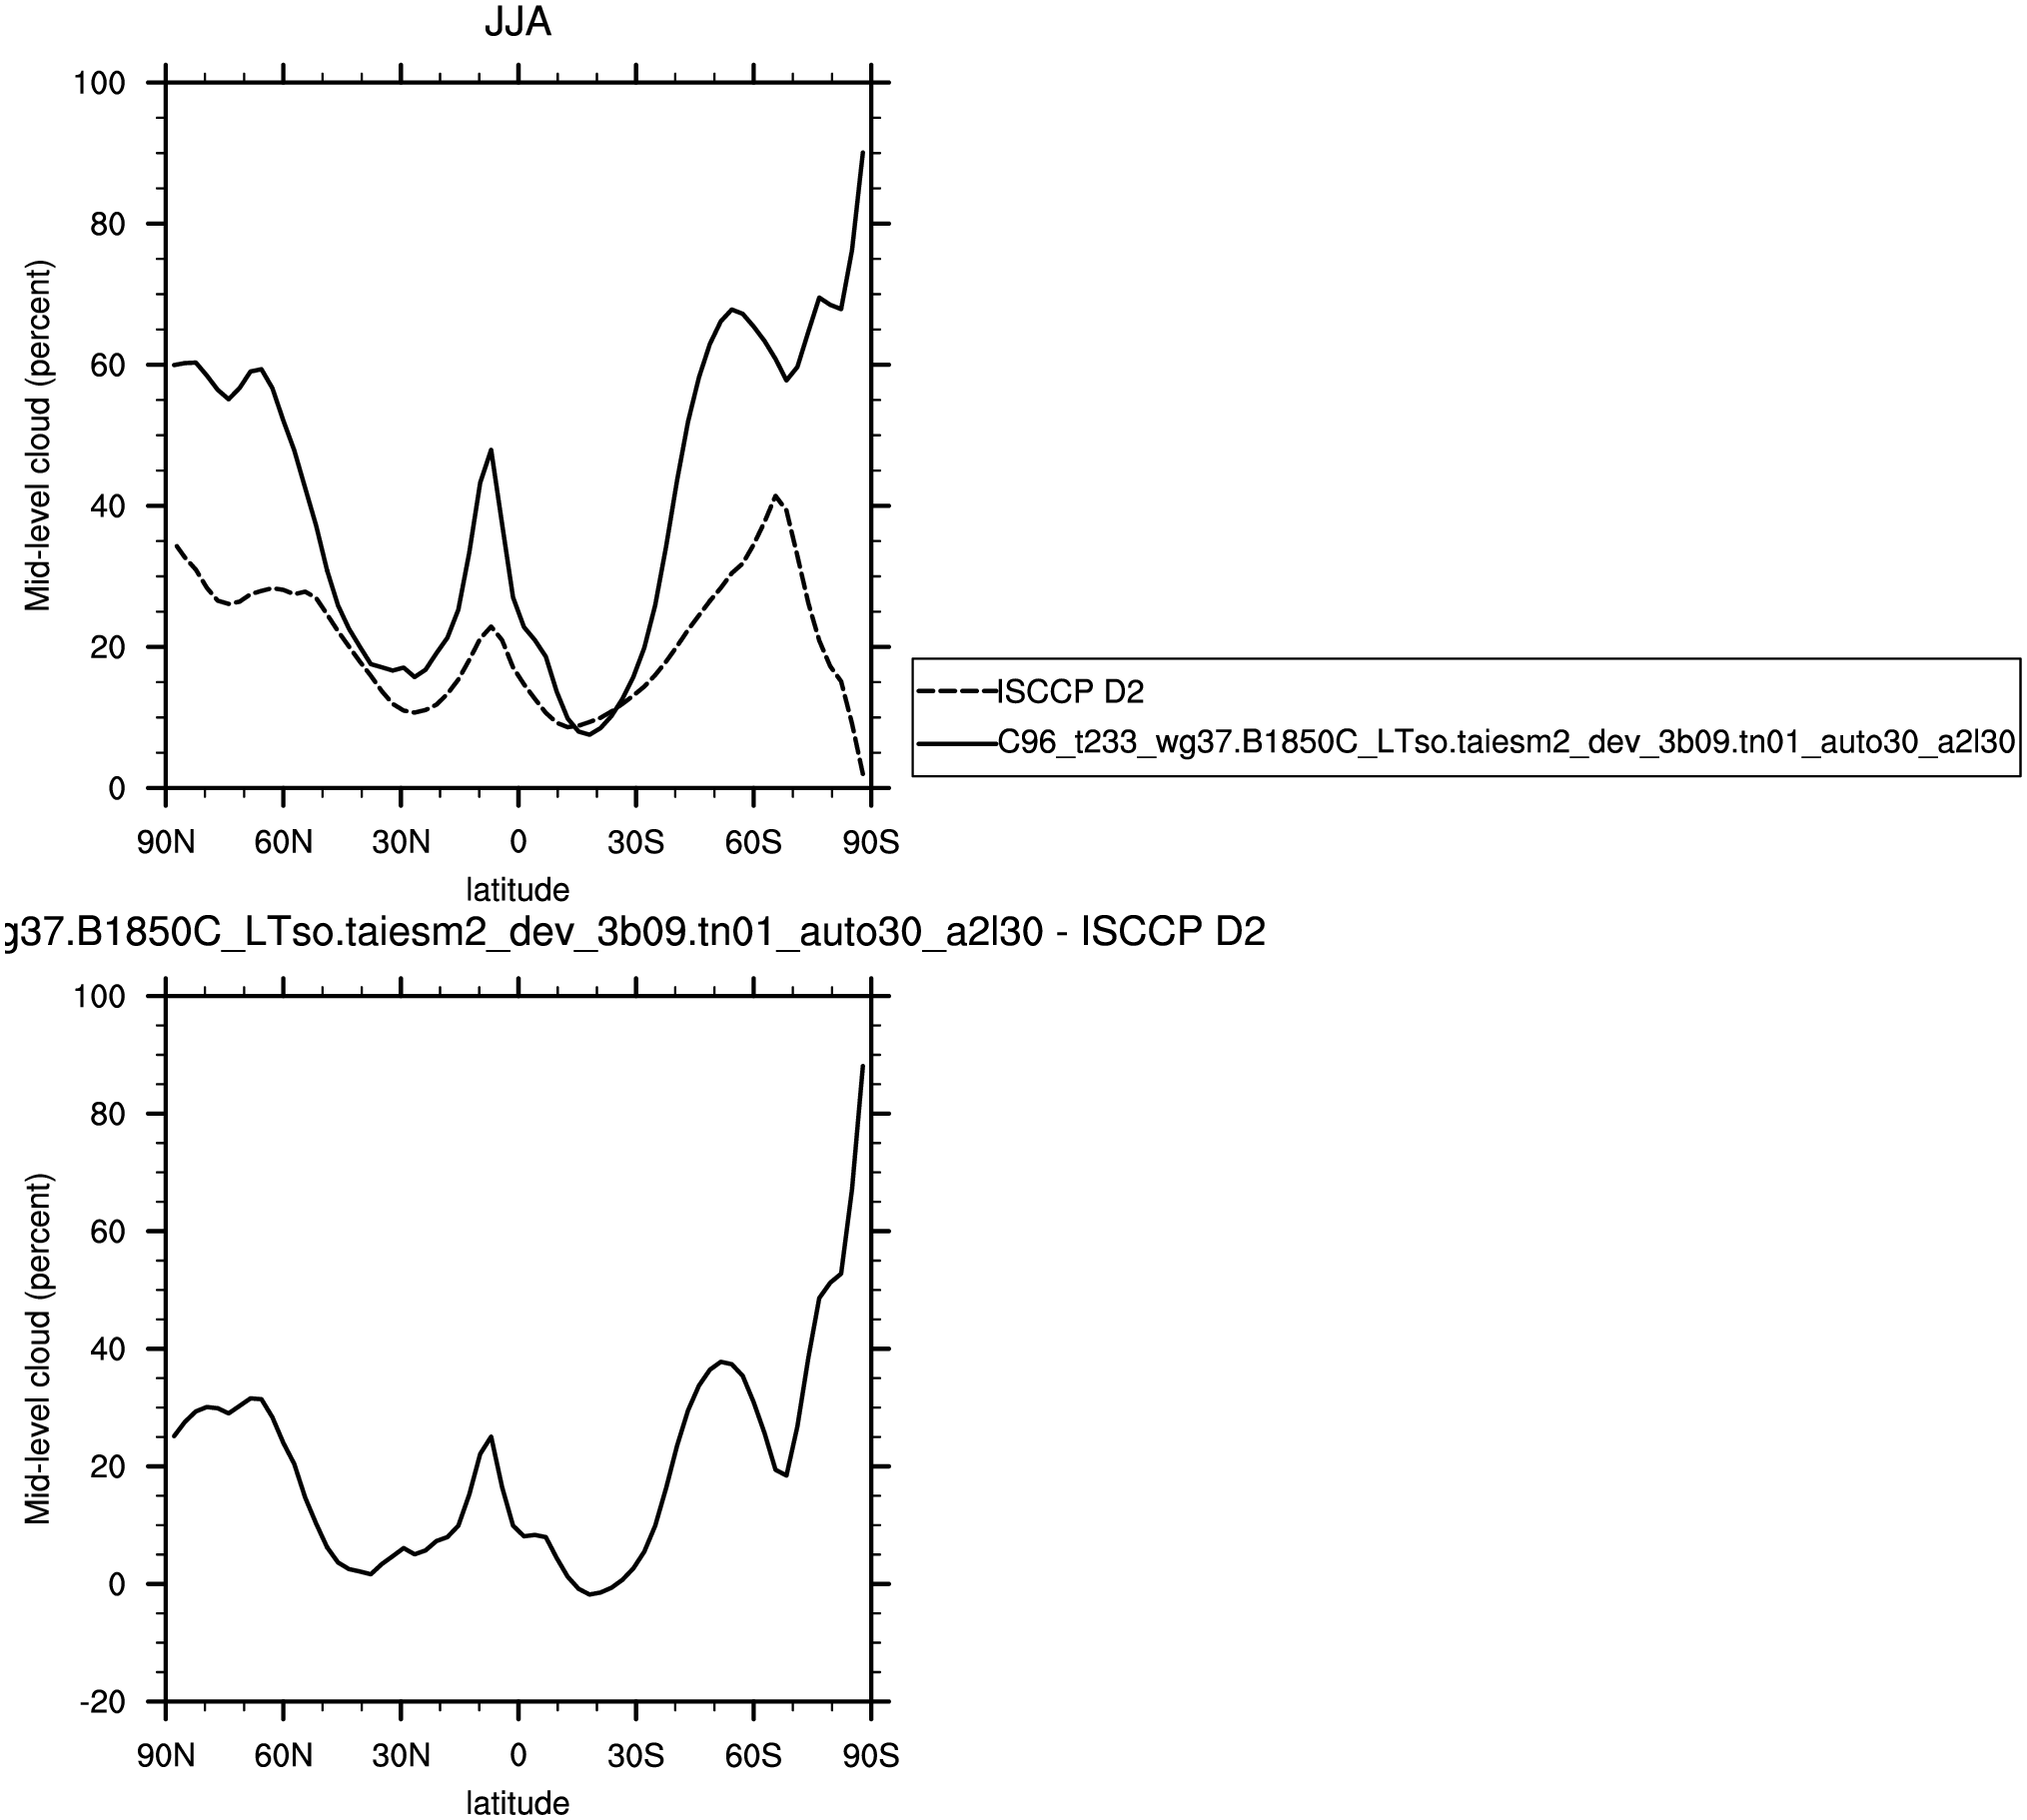 JJA
100
80
60
40
20
0
Mid-level cloud (percent)
90N 60N 30N 0 30S 60S 90S
latitude
ISCCP D2
C96_t233_wg37.B1850C_LTso.taiesm2_dev_3b09.tn01_auto30_a2l30
g37.B1850C_LTso.taiesm2_dev_3b09.tn01_auto30_a2l30 - ISCCP D2
100
80
60
40
20
0
-20
Mid-level cloud (percent)
90N 60N 30N 0 30S 60S 90S
latitude